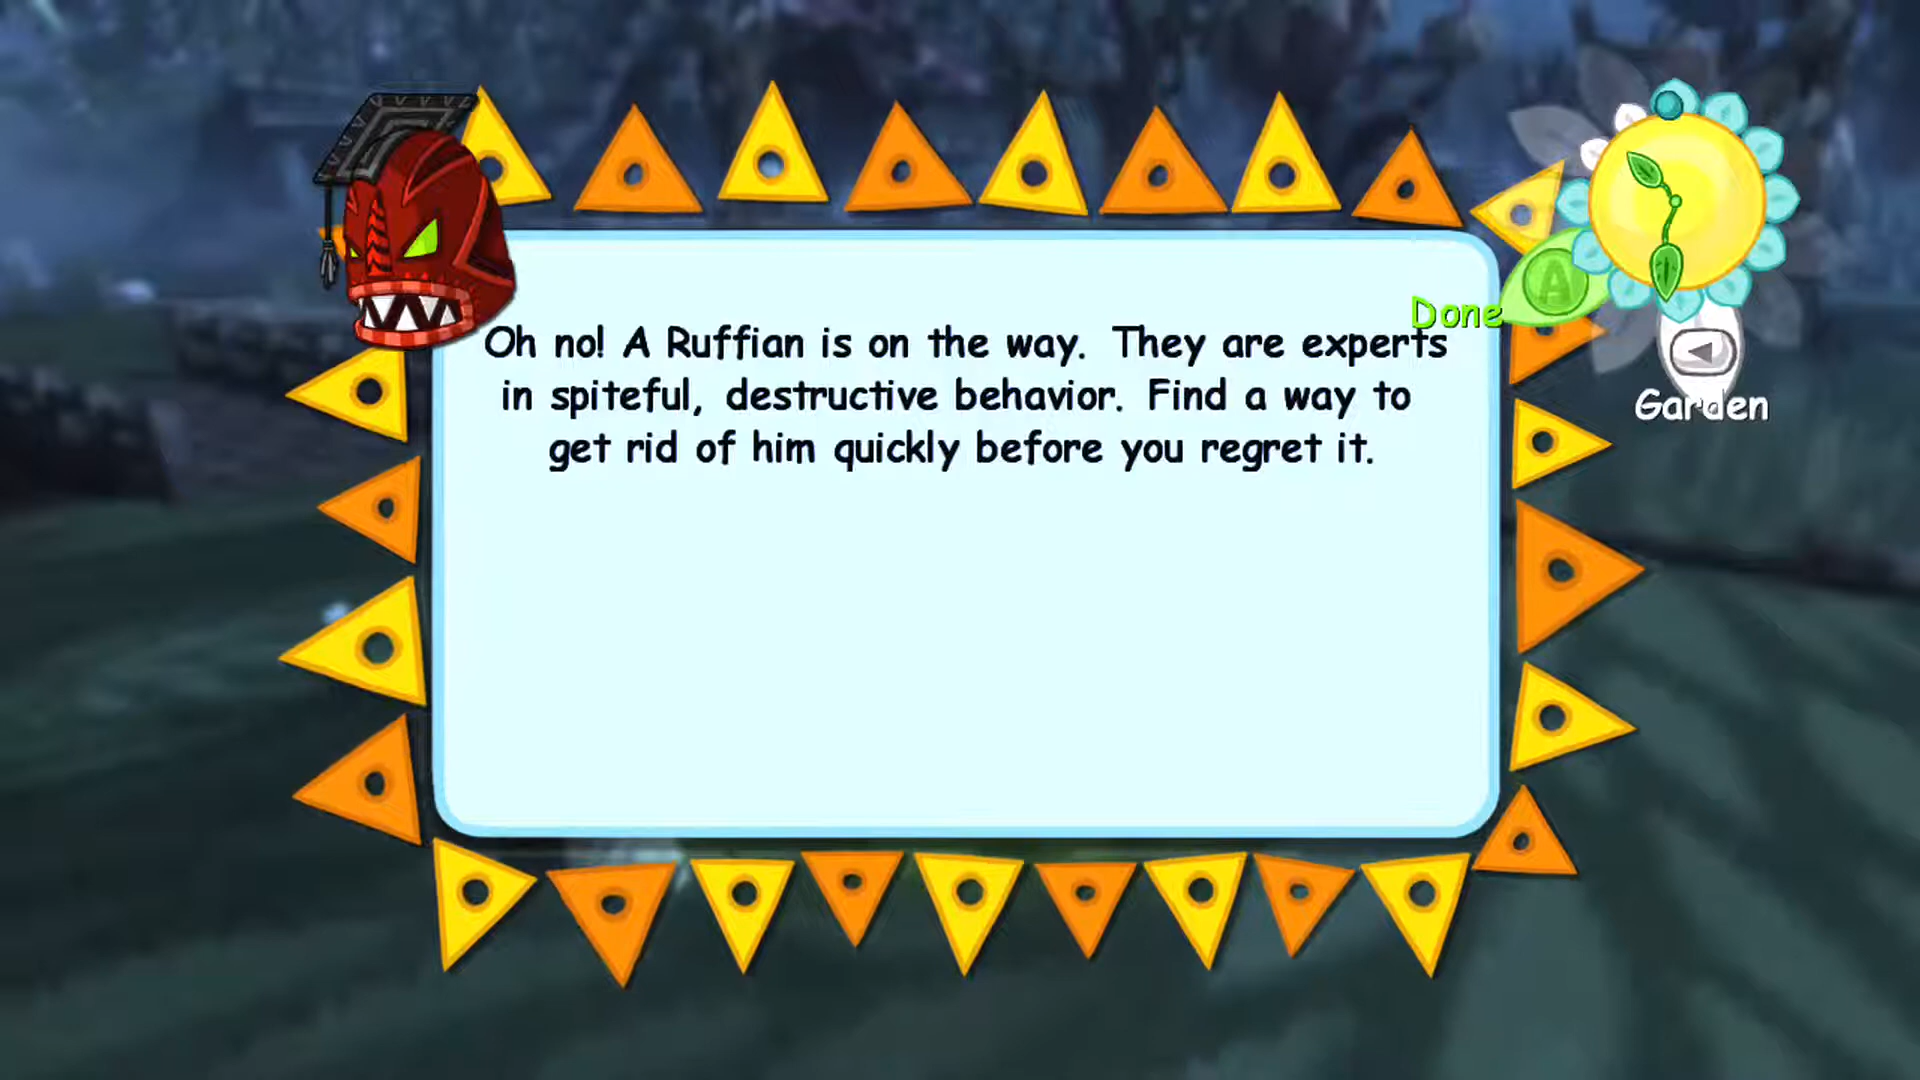 Done
Oh no! A Ruffian is on the way. They are experts
in spiteful, destructive behavior. Find a way to
get rid of him quickly before you regret it.
A
Garden